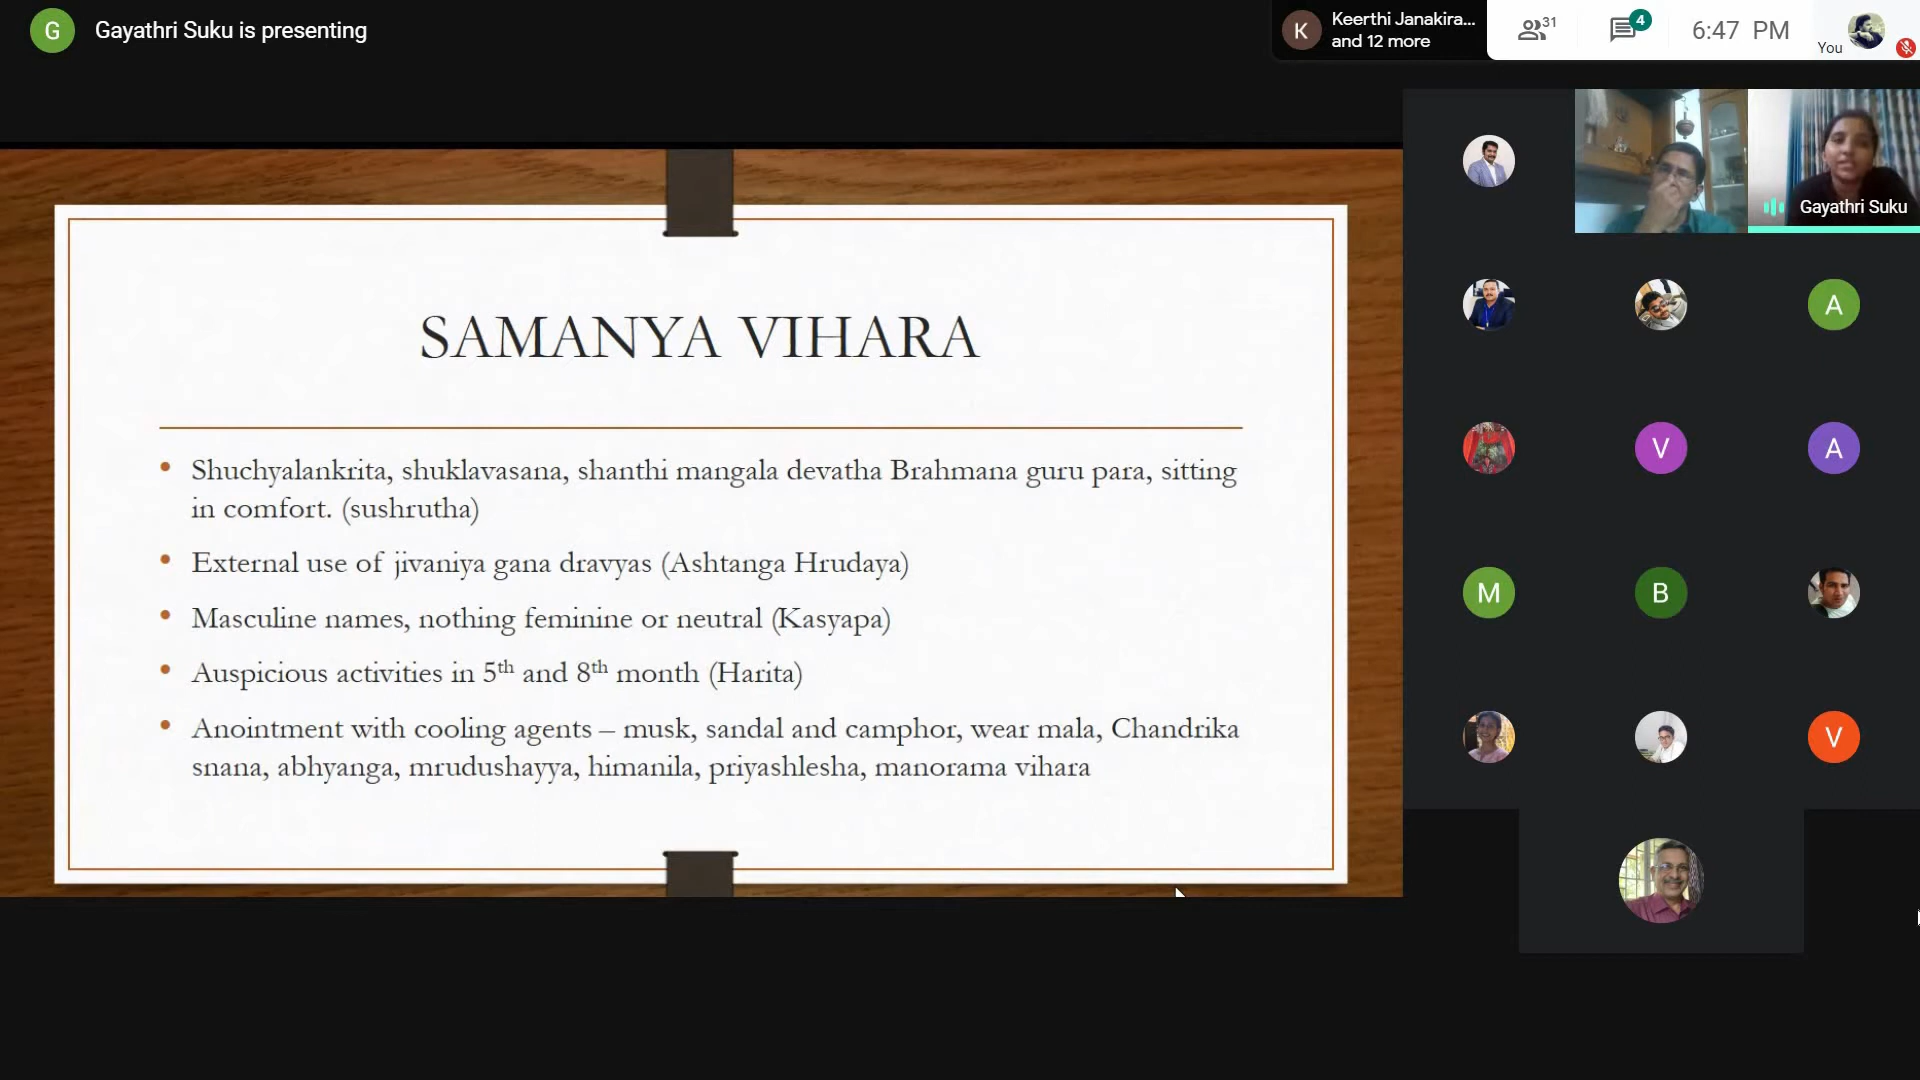 G
Gayathri Suku is presenting
K
Keerthi Janakira...
and 12 more
31
4
6:47 PM
You
Gayathri Suku
SAMANYA VIHARA
• Shuchyalankrita, shuklavasana, shanthi mangala devatha Brahmana guru para, sitting
in comfort. (sushrutha)
• External use of jivaniya gana dravyas (Ashtanga Hrudaya)
• Masculine names, nothing feminine or neutral (Kasyapa)
• Auspicious activities in 5th and 8th month (Harita)
• Anointment with cooling agents – musk, sandal and camphor, wear mala, Chandrika
snana, abhyanga, mrudushayya, himanila, priyashlesha, manorama vihara
A
V
A
M
B
V